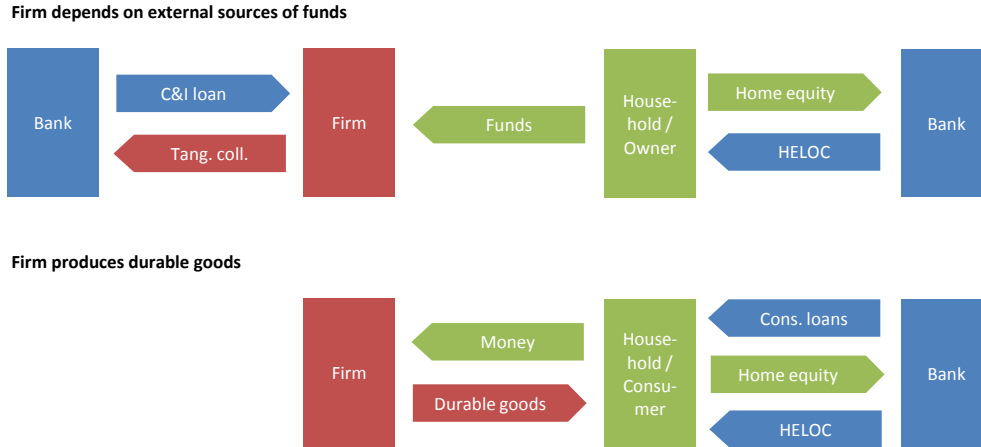 Firm depends on external sources of funds
Bank
C&I loan
Tang. coll.
Firm
Funds
House-
hold /
Owner
Home equity
HELOC
Bank
Firm produces durable goods
Firm
Money
Durable goods
House-
hold /
Consu-
mer
Cons. loans
Home equity
HELOC
Bank